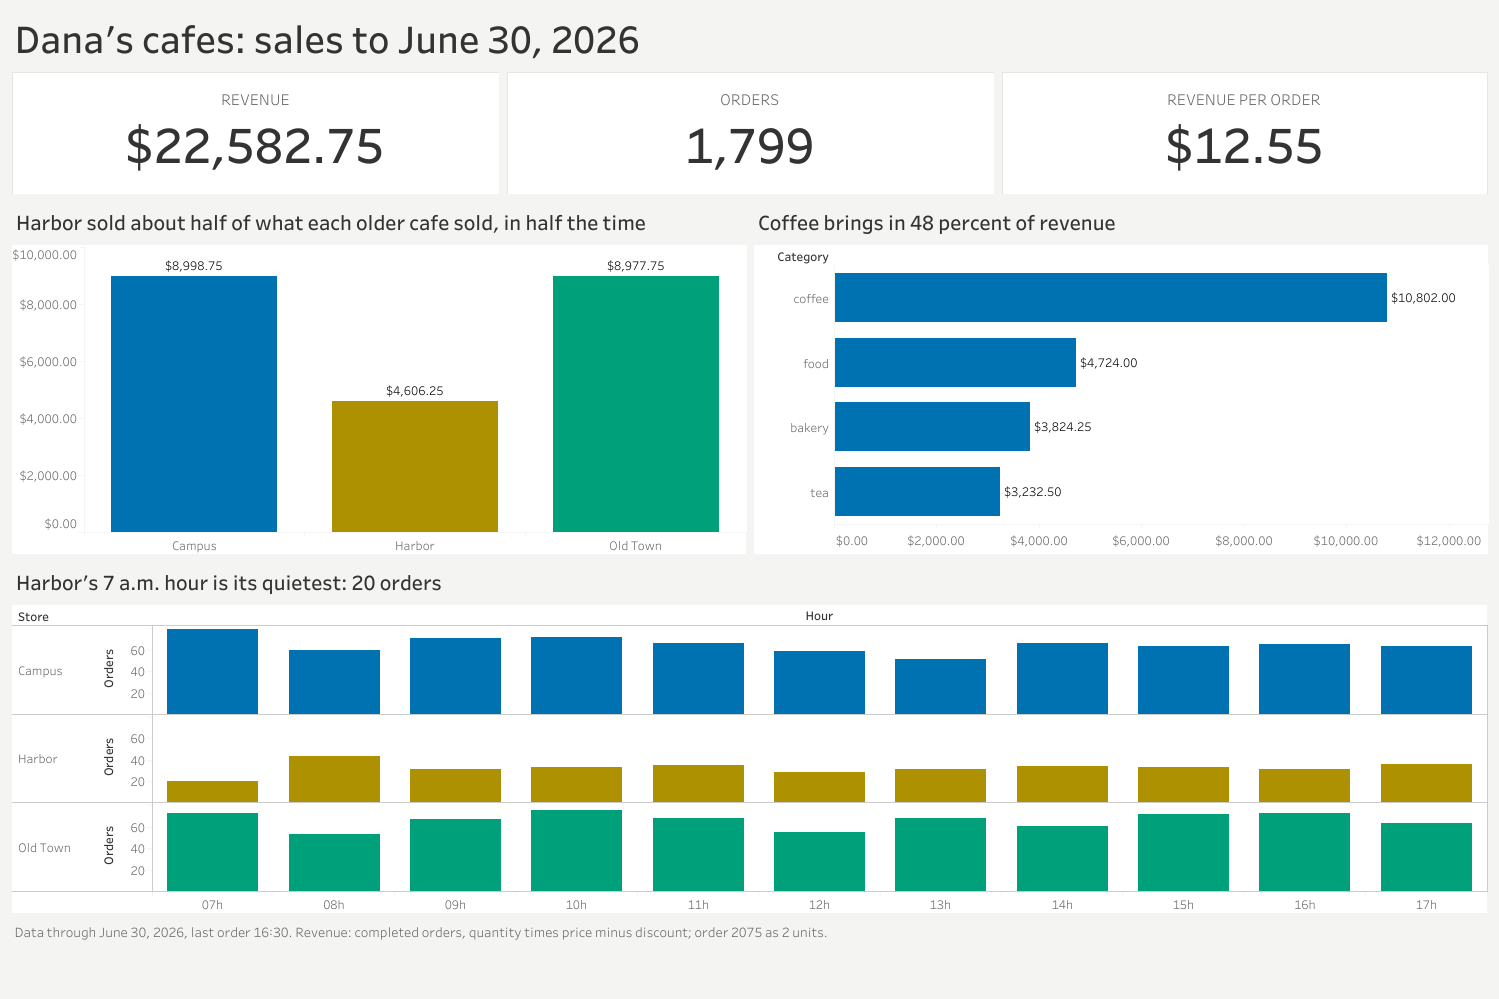 Dana’s cafes: sales to June 30, 2026
REVENUE
$22,582.75
ORDERS
1,799
REVENUE PER ORDER
$12.55
Harbor sold about half of what each older cafe sold, in half the time
$10,000.00
$8,000.00
$6,000.00
$4,000.00
$2,000.00
$0.00
$8,998.75
$4,606.25
$8,977.75
Campus
Harbor
Old Town
Coffee brings in 48 percent of revenue
Category
coffee
$10,802.00
food
$4,724.00
bakery
$3,824.25
tea
$3,232.50
$0.00
$2,000.00
$4,000.00
$6,000.00
$8,000.00
$10,000.00
$12,000.00
Harbor’s 7 a.m. hour is its quietest: 20 orders
Store
Hour
Campus
Orders
60
40
20
Harbor
Orders
60
40
20
Old Town
Orders
60
40
20
07h
08h
09h
10h
11h
12h
13h
14h
15h
16h
17h
Data through June 30, 2026, last order 16:30. Revenue: completed orders, quantity times price minus discount; order 2075 as 2 units.